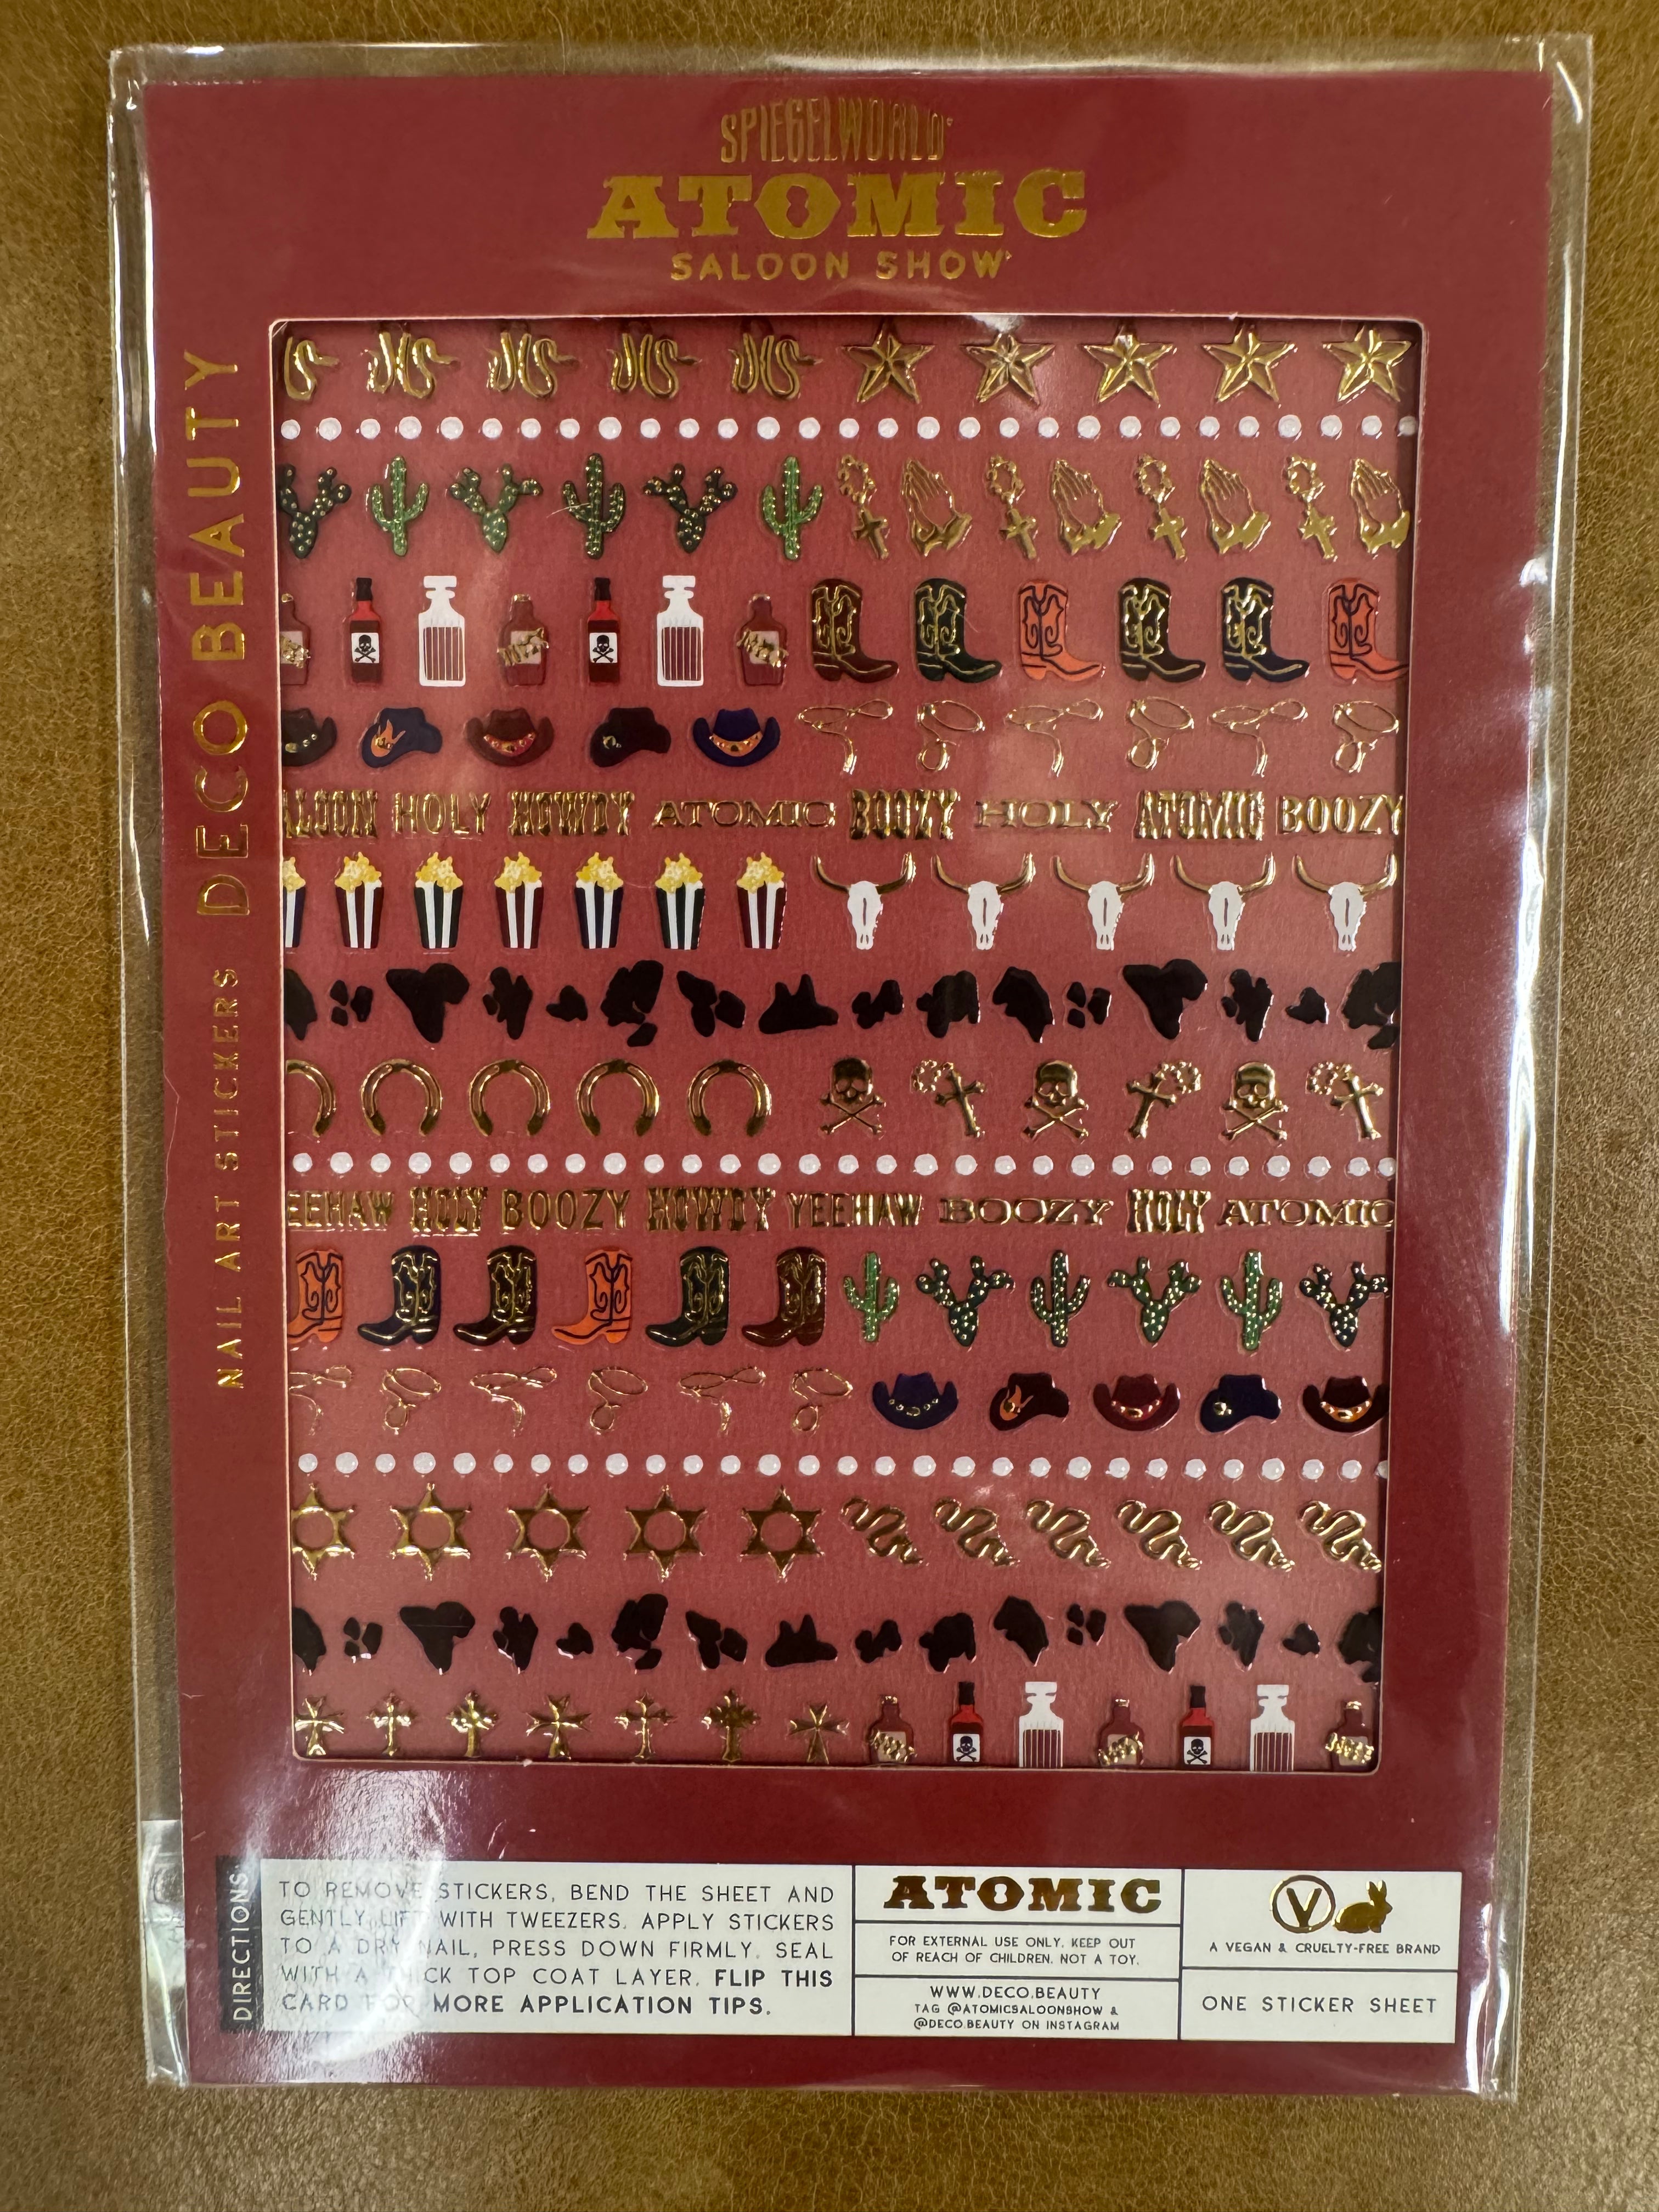 SPIEGELWORLD
ATOMIC
SALOON SHOW
DECO BEAUTY
NAIL ART STICKERS
ALOON HOLY HOWDY ATOMIC BOOZY HOLY ATOMIC BOOZY
EEHAW HOLY BOOZY HOWDY YEEHAW BOOZY HOLY ATOMIC
DIRECTIONS:
TO REMOVE STICKERS, BEND THE SHEET AND
GENTLY LIFT WITH TWEEZERS. APPLY STICKERS
TO A DRY NAIL, PRESS DOWN FIRMLY. SEAL
WITH A THICK TOP COAT LAYER. FLIP THIS
CARD FOR MORE APPLICATION TIPS.
ATOMIC
FOR EXTERNAL USE ONLY. KEEP OUT
OF REACH OF CHILDREN. NOT A TOY.
WWW.DECO.BEAUTY
TAG @ATOMICSALOONSHOW &
@DECO.BEAUTY ON INSTAGRAM
V
A VEGAN & CRUELTY-FREE BRAND
ONE STICKER SHEET